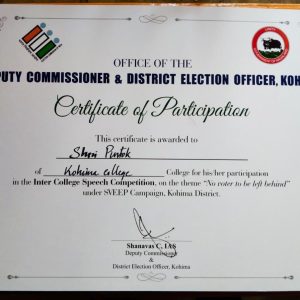 OFFICE OF THE
DEPUTY COMMISSIONER & DISTRICT ELECTION OFFICER, KOHIMA
Certificate of Participation
This certificate is awarded to
Shri
of Kohima College College for his/her participation
in the Inter College Speech Competition, on the theme "No voter to be left behind"
under SVEEP Campaign, Kohima District.
Shanavas C, IAS
Deputy Commissioner
&
District Election Officer, Kohima